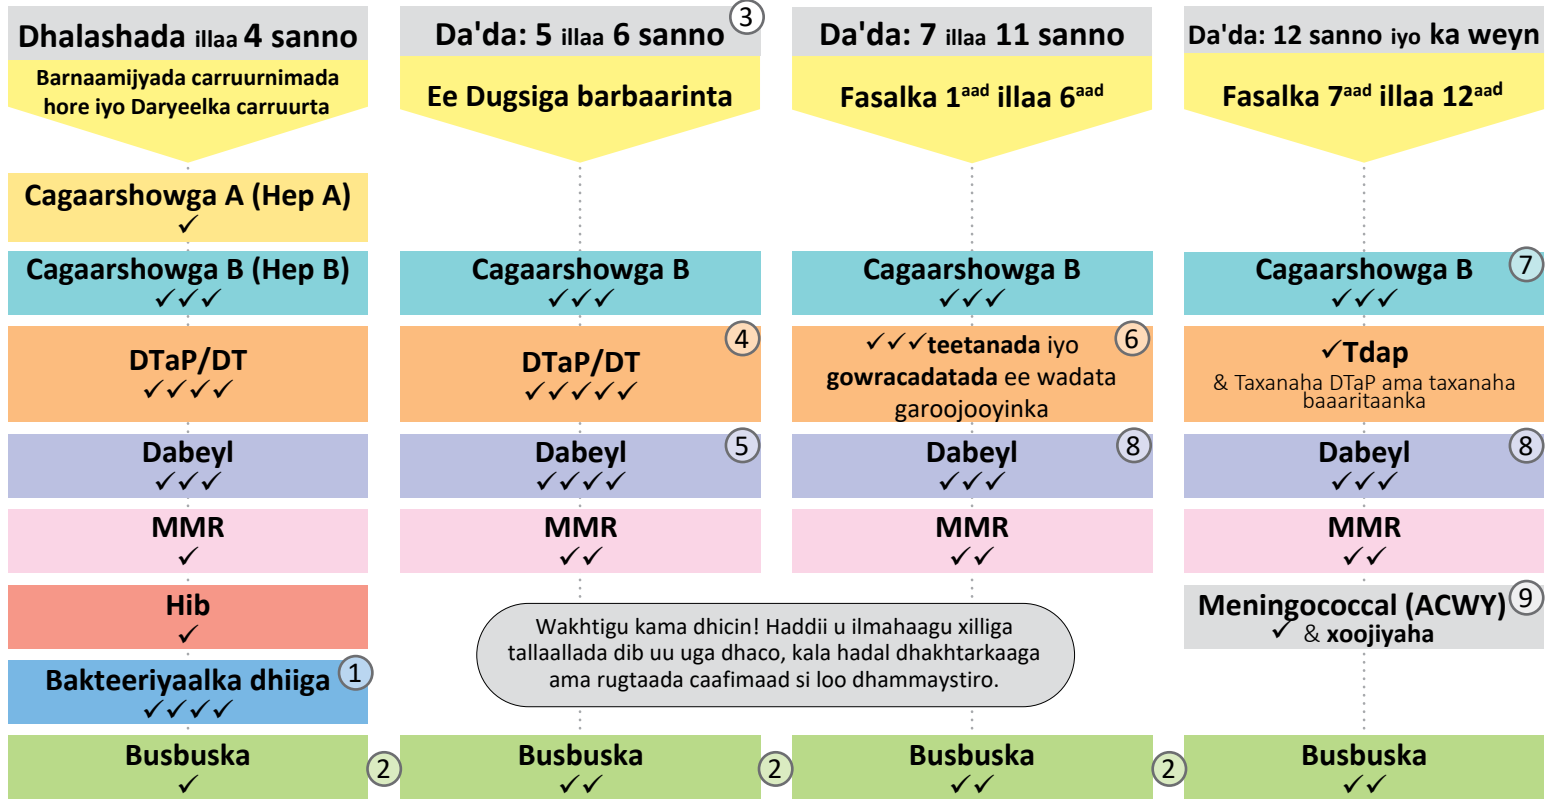 Dhalashada illaa 4 sanno
Barnaamijyada carruurnimada
hore iyo Daryeelka carruurta
Cagaarshowga A (Hep A)
✓
Cagaarshowga B (Hep B)
✓✓✓
DTaP/DT
✓✓✓✓
Dabeyl
✓✓✓
MMR
✓
Hib
✓
Bakteeriyaalka dhiiga 1
✓✓✓✓
Busbuska
✓
2
Da'da: 5 illaa 6 sanno 3
Ee Dugsiga barbaarinta
Cagaarshowga B
✓✓✓
4
DTaP/DT
✓✓✓✓✓
Dabeyl 5
✓✓✓✓
MMR
✓✓
Busbuska
✓✓
2
Da'da: 7 illaa 11 sanno
Fasalka 1aad illaa 6aad
Cagaarshowga B
✓✓✓
✓✓✓teetanada iyo 6
gowracadatada ee wadata
garoojooyinka
Dabeyl 8
✓✓✓
MMR
✓✓
Wakhtigu kama dhicin! Haddii u ilmahaagu xilliga
tallaallada dib uu uga dhaco, kala hadal dhakhtarkaaga
ama rugtaada caafimaad si loo dhammaystiro.
Busbuska
✓✓
2
Da'da: 12 sanno iyo ka weyn
Fasalka 7aad illaa 12aad
Cagaarshowga B 7
✓✓✓
✓Tdap
& Taxanaha DTaP ama taxanaha
baaaritaanka
Dabeyl 8
✓✓✓
MMR
✓✓
Meningococcal (ACWY) 9
✓ & xoojiyaha
Busbuska
✓✓